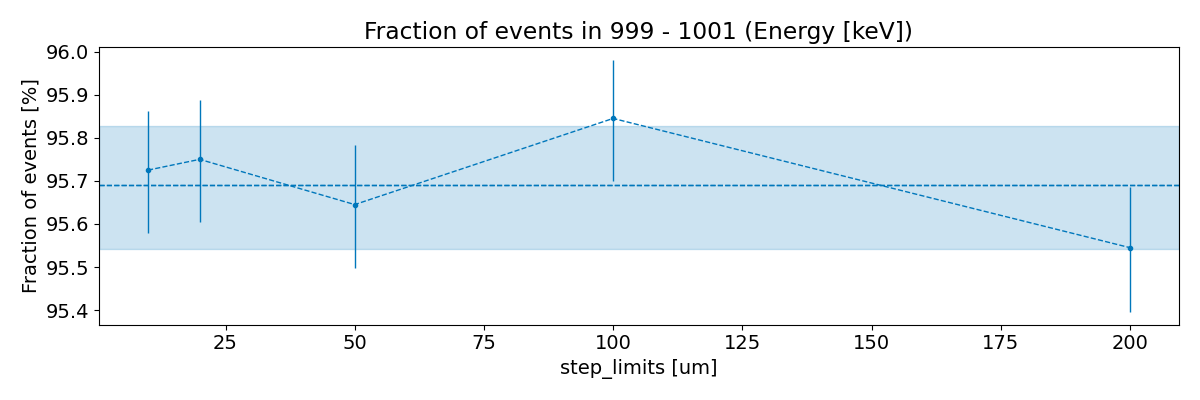 Fraction of events in 999 - 1001 (Energy [keV])
Fraction of events [%]
96.0
95.9
95.8
95.7
95.6
95.5
95.4
25 50 75 100 125 150 175 200
step_limits [um]